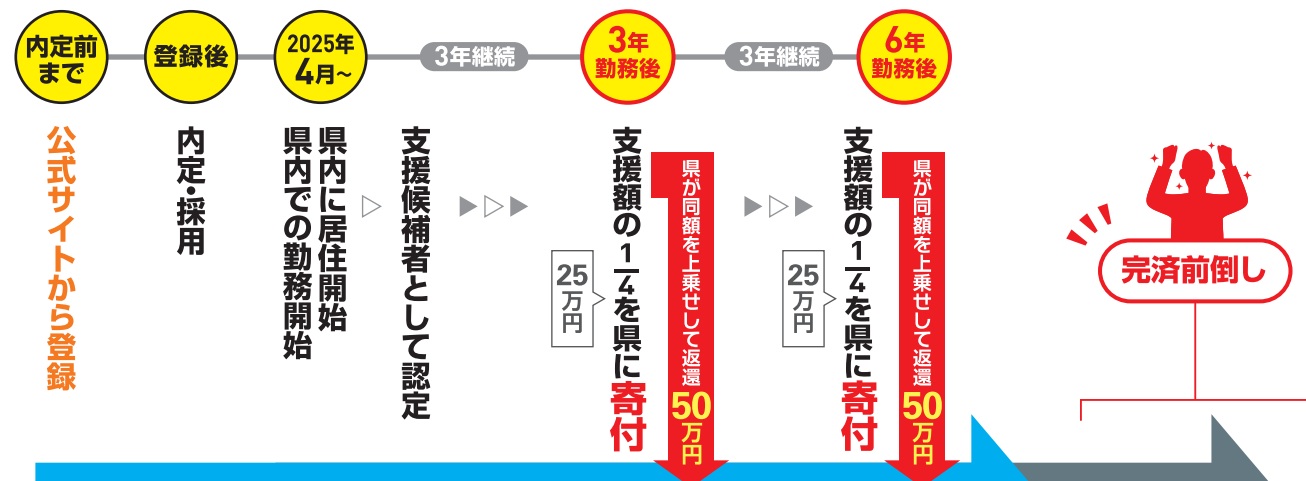 内定前
まで
登録後
2025年
4月～
3年継続
3年
勤務後
3年継続
6年
勤務後
公式サイトから登録
内定・採用
県内に居住開始
県内での勤務開始
支援候補者として認定
支援額の1/4を県に寄付
25万円
県が同額を上乗せして返還50万円
支援額の1/4を県に寄付
25万円
県が同額を上乗せして返還50万円
完済前倒し